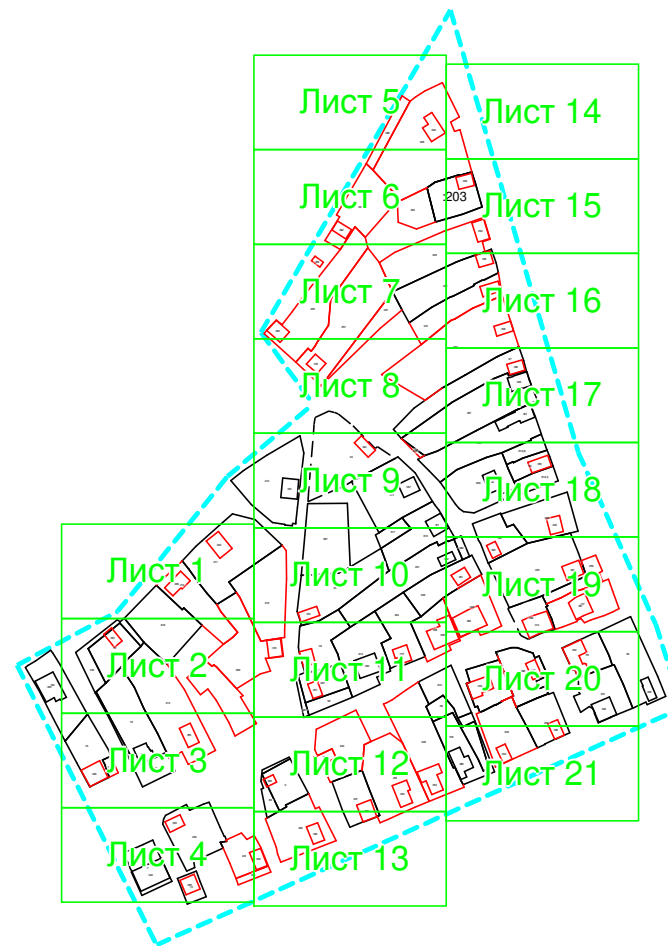 Лист 5
Лист 14
Лист 6
:203
Лист 15
Лист 7
Лист 16
Лист 8
Лист 17
Лист 9
Лист 18
Лист 1
Лист 10
Лист 19
Лист 2
Лист 11
Лист 20
Лист 3
Лист 12
Лист 21
Лист 4
Лист 13